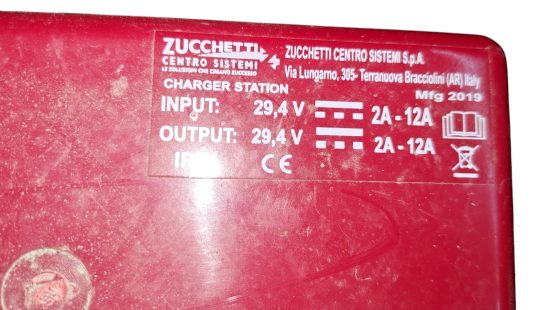 ZUCCHETTI
CENTRO SISTEMI
LE SOLUZIONI CHE CREANO SUCCESSO
ZUCCHETTI CENTRO SISTEMI S.p.A.
Via Lungarno, 305- Terranuova Bracciolini (AR) Italy
CHARGER STATION
Mfg 2019
INPUT: 29,4 V 2A - 12A
OUTPUT: 29,4 V 2A - 12A
CE